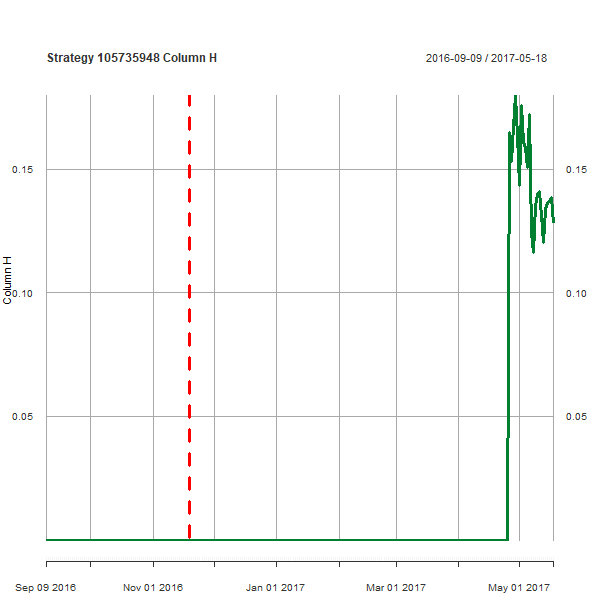 Strategy 105735948 Column H
2016-09-09 / 2017-05-18
0.15
0.15
Column H
0.10
0.10
0.05
0.05
Sep 09 2016
Nov 01 2016
Jan 01 2017
Mar 01 2017
May 01 2017